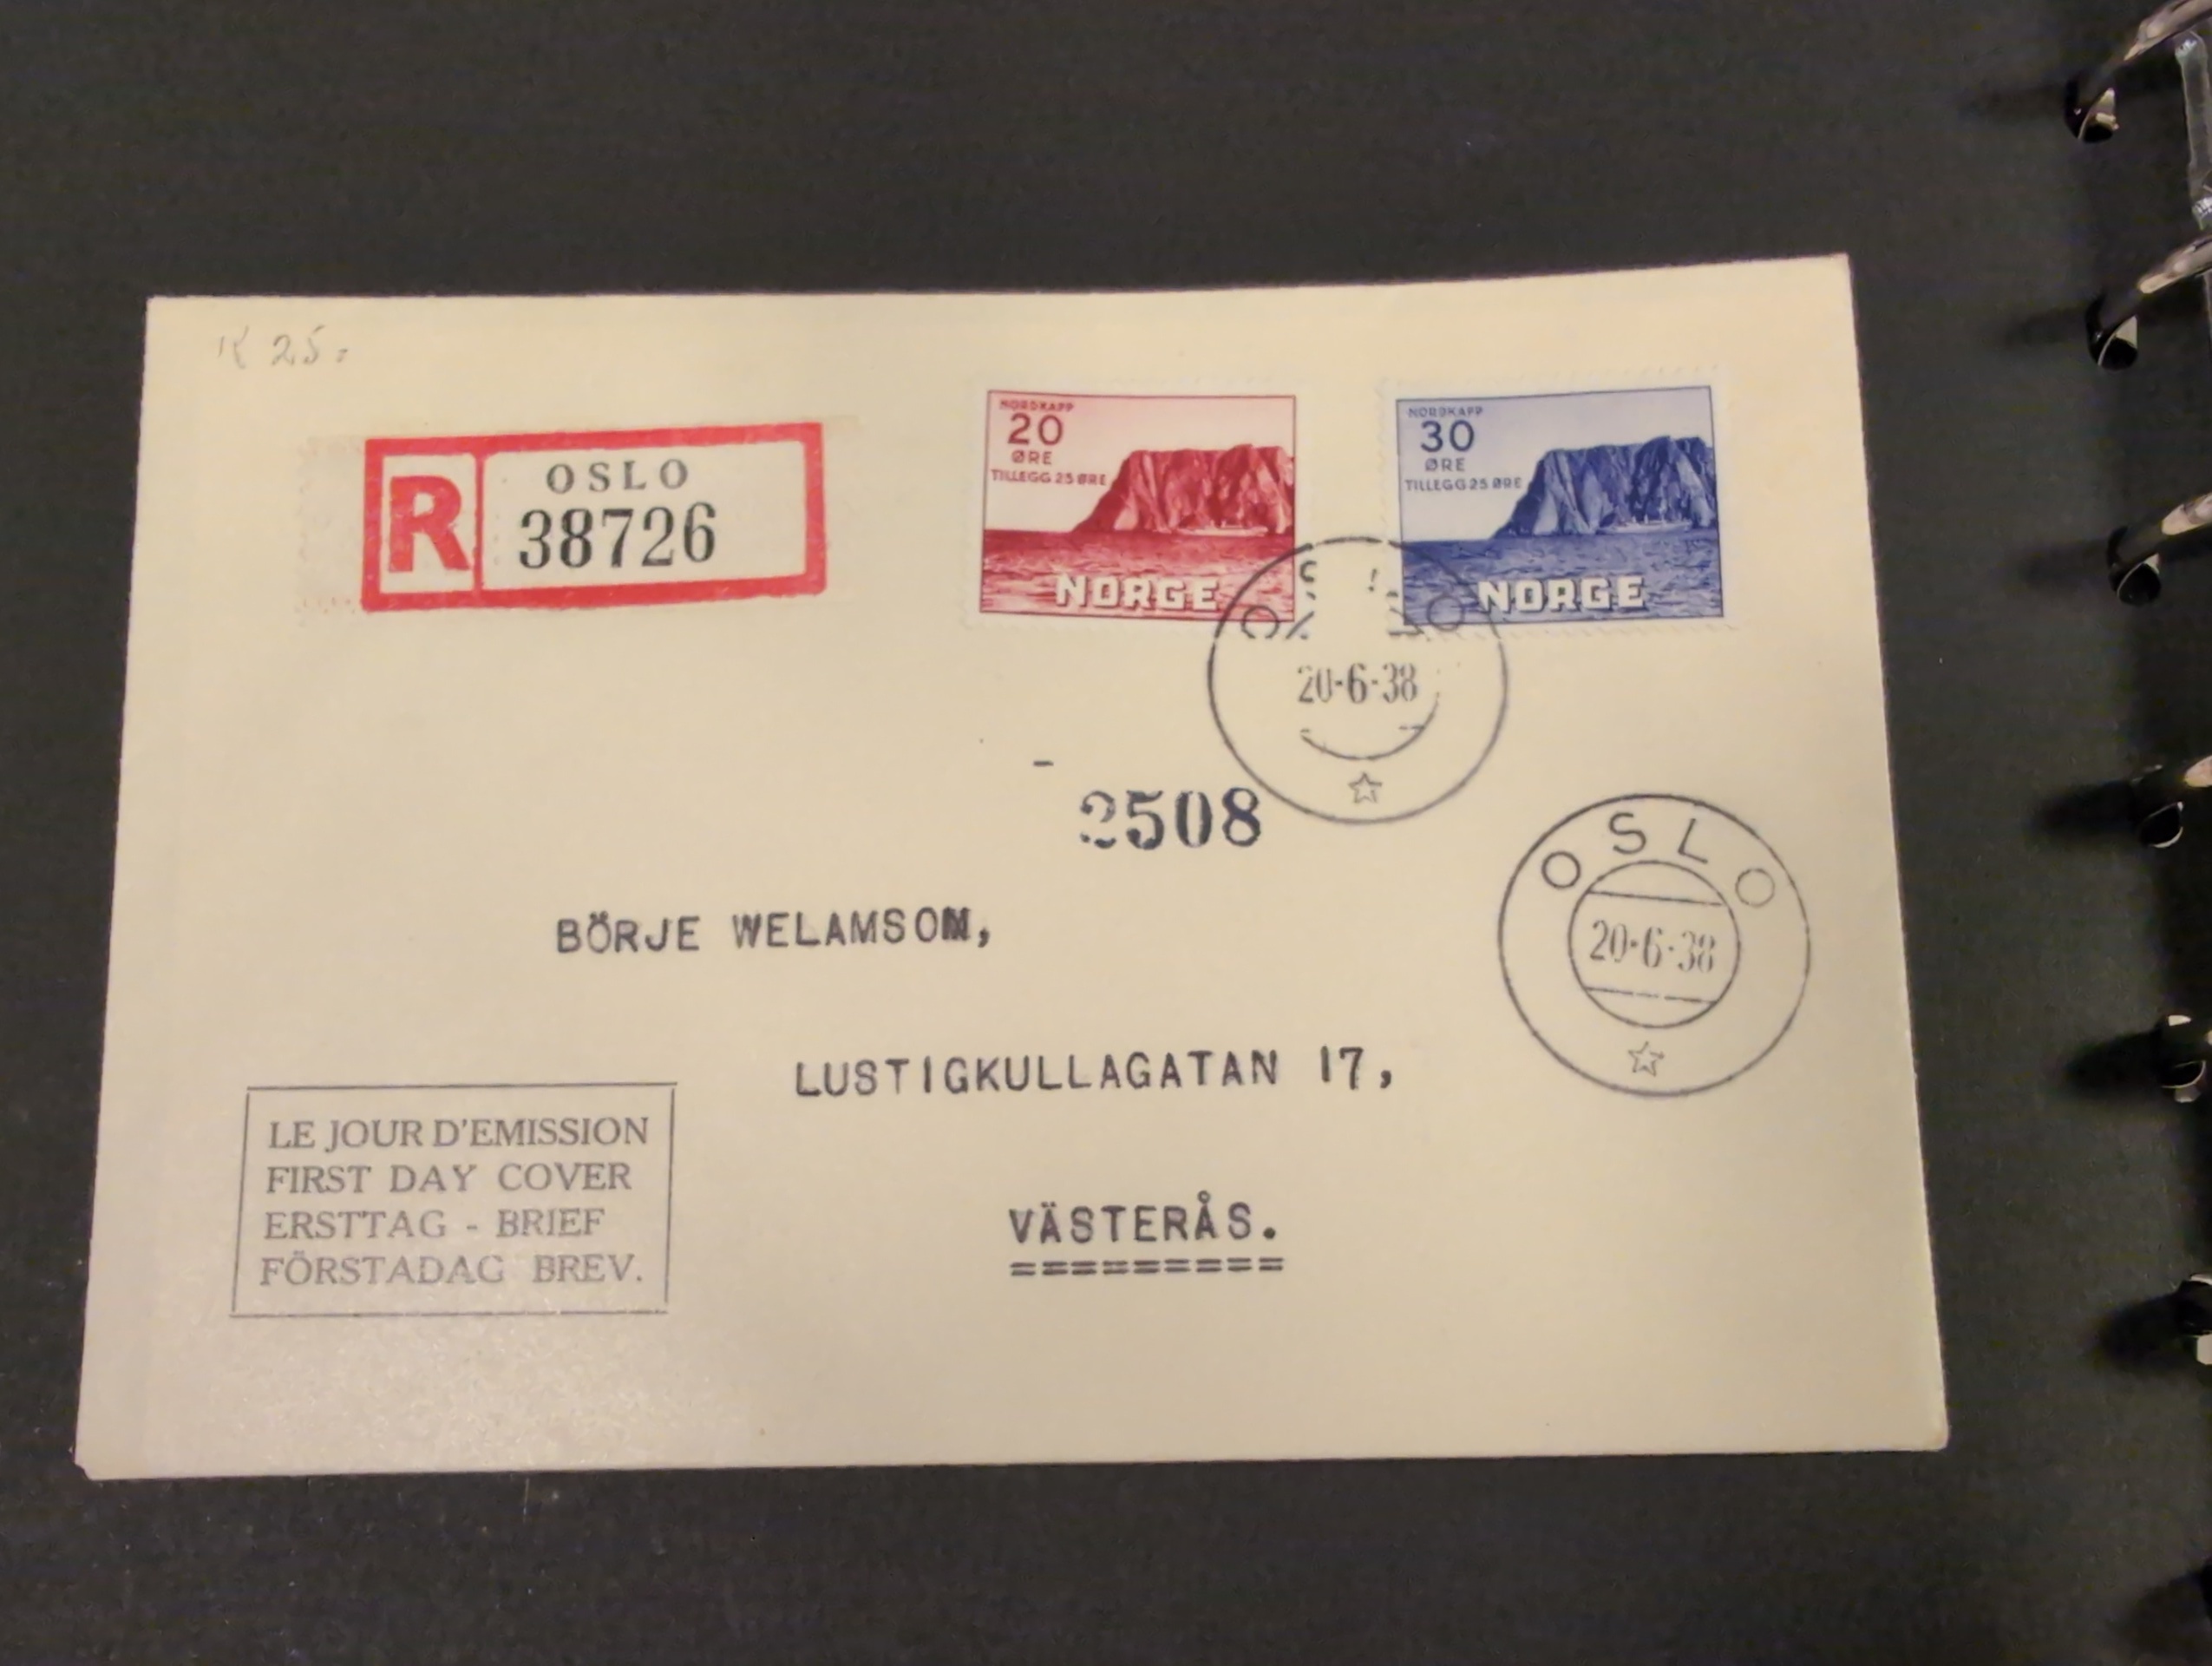 K 25:
R
OSLO
38726
NORDKAPP
20
ØRE
TILLEGG 25 ØRE
NORGE
NORDKAPP
30
ØRE
TILLEGG 25 ØRE
NORGE
OSLO
20-6-38
2508
OSLO
20-6-38
BÖRJE WELAMSOM,
LUSTIGKULLAGATAN 17,
VÄSTERÅS.
=========
LE JOUR D'EMISSION
FIRST DAY COVER
ERSTTAG - BRIEF
FÖRSTADAG BREV.